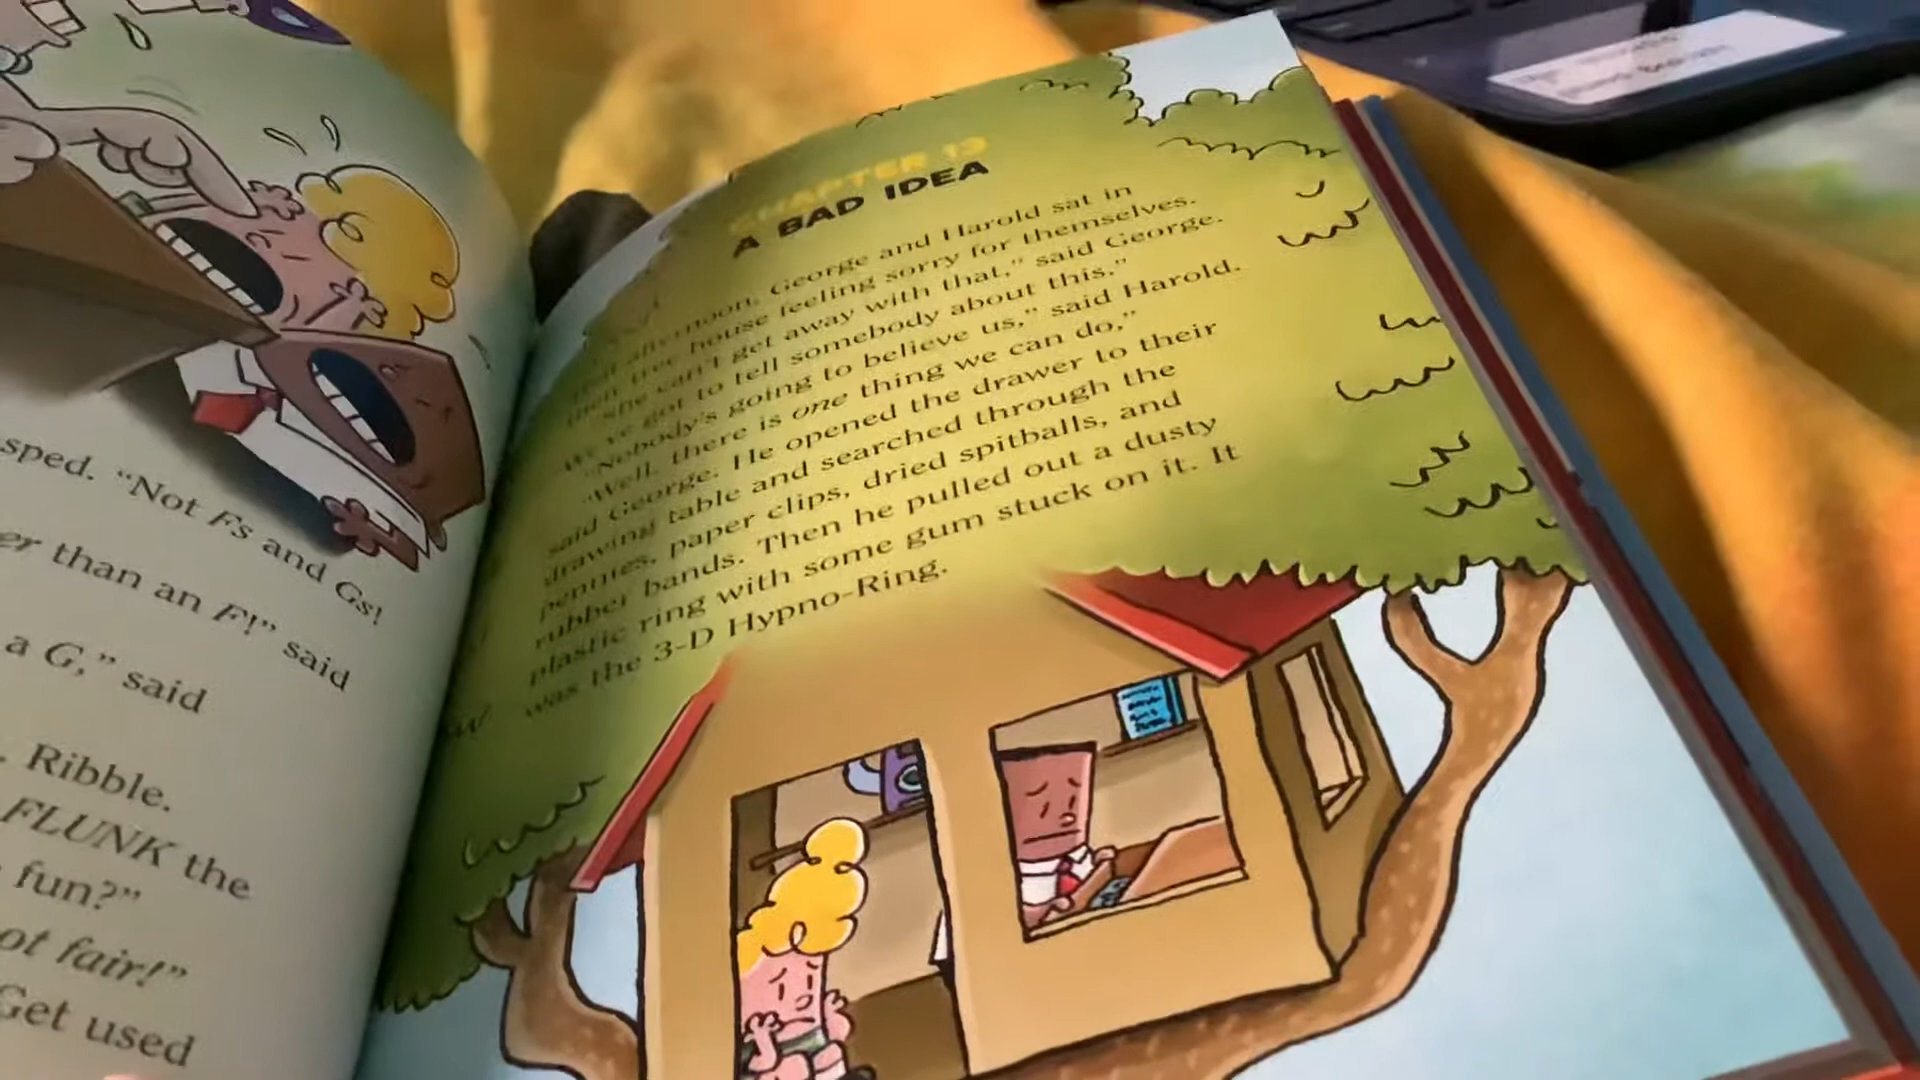 sped. “Not Fs and Gs!
er than an F!” said
a G,” said
. Ribble.
FLUNK the
fun?”
ot fair!”
Get used
CHAPTER 13
A BAD IDEA
That afternoon, George and Harold sat in
their tree house feeling sorry for themselves.
“She can’t get away with that,” said George.
“We’ve got to tell somebody about this.”
“Nobody’s going to believe us,” said Harold.
“Well, there is one thing we can do,”
said George. He opened the drawer to their
drawing table and searched through the
pennies, paper clips, dried spitballs, and
rubber bands. Then he pulled out a dusty
plastic ring with some gum stuck on it. It
was the 3-D Hypno-Ring.